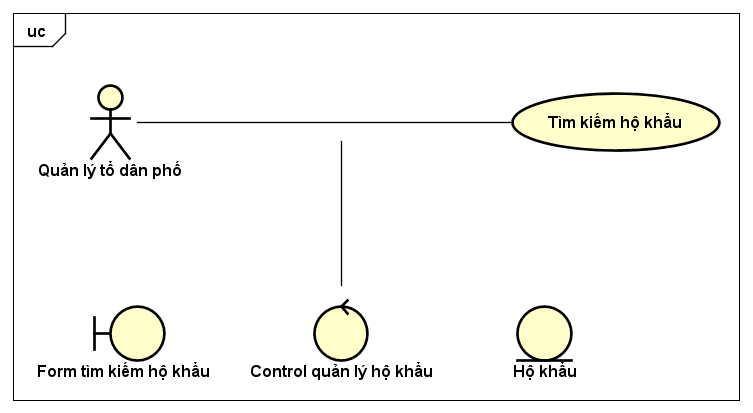 uc
Tìm kiếm hộ khẩu
Quản lý tổ dân phố
Form tìm kiếm hộ khẩu
Control quản lý hộ khẩu
Hộ khẩu